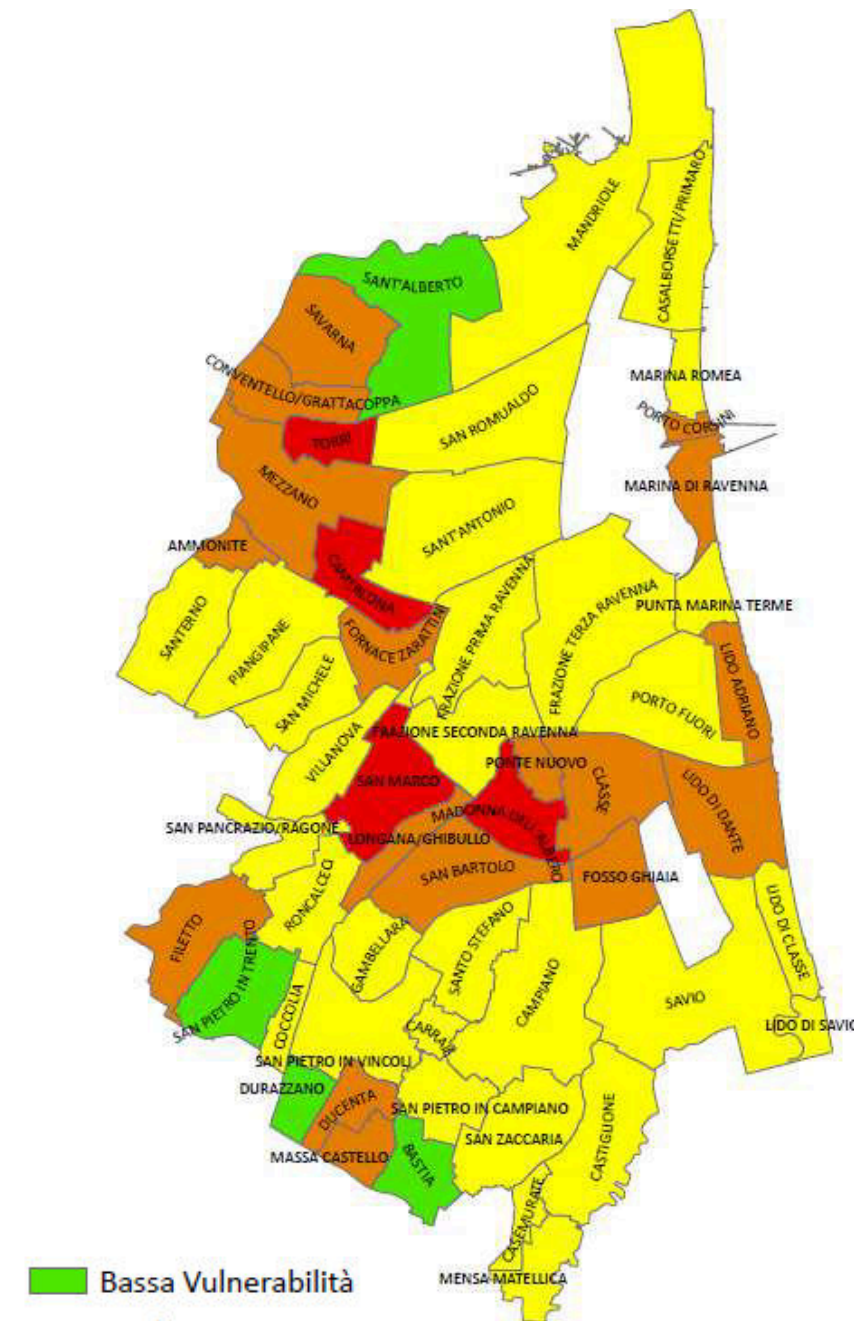 MANDRIOLE
CASALBORSETTI/PRIMARO
SANT'ALBERTO
SAVARNA
CONVENTELLO/GRATTACOPPA
MARINA ROMEA
PORTO CORSINI
SAN ROMUALDO
TORRI
MEZZANO
MARINA DI RAVENNA
SANT'ANTONIO
AMMONITE
FRAZIONE PRIMA RAVENNA
FRAZIONE TERZA RAVENNA
PUNTA MARINA TERME
SANTERNO
PIANGIPANE
FORNACE ZARATTINI
SAN MICHELE
LIDO ADRIANO
PORTO FUORI
VILLANOVA
FRAZIONE SECONDA RAVENNA
PONTE NUOVO
SAN MARCO
CLASSE
LIDO DI DANTE
MADONNA DELL'ALBERO
SAN PANCRAZIO/RAGONE
LONGANA/GHIBULLO
SAN BARTOLO
FOSSO GHIAIA
RONCALCECI
FILETTO
SAN PIETRO IN TRENTO
GAMBELLARA
SANTO STEFANO
CAMPIANO
LIDO DI CLASSE
SAVIO
LIDO DI SAVIO
COCCOLIA
CARRAIE
SAN PIETRO IN VINCOLI
DURAZZANO
DUCENTA
SAN PIETRO IN CAMPIANO
CASTIGLIONE
SAN ZACCARIA
MASSA CASTELLO
BASTIA
CASEMURATE
MENSA MATELLICA
Bassa Vulnerabilità